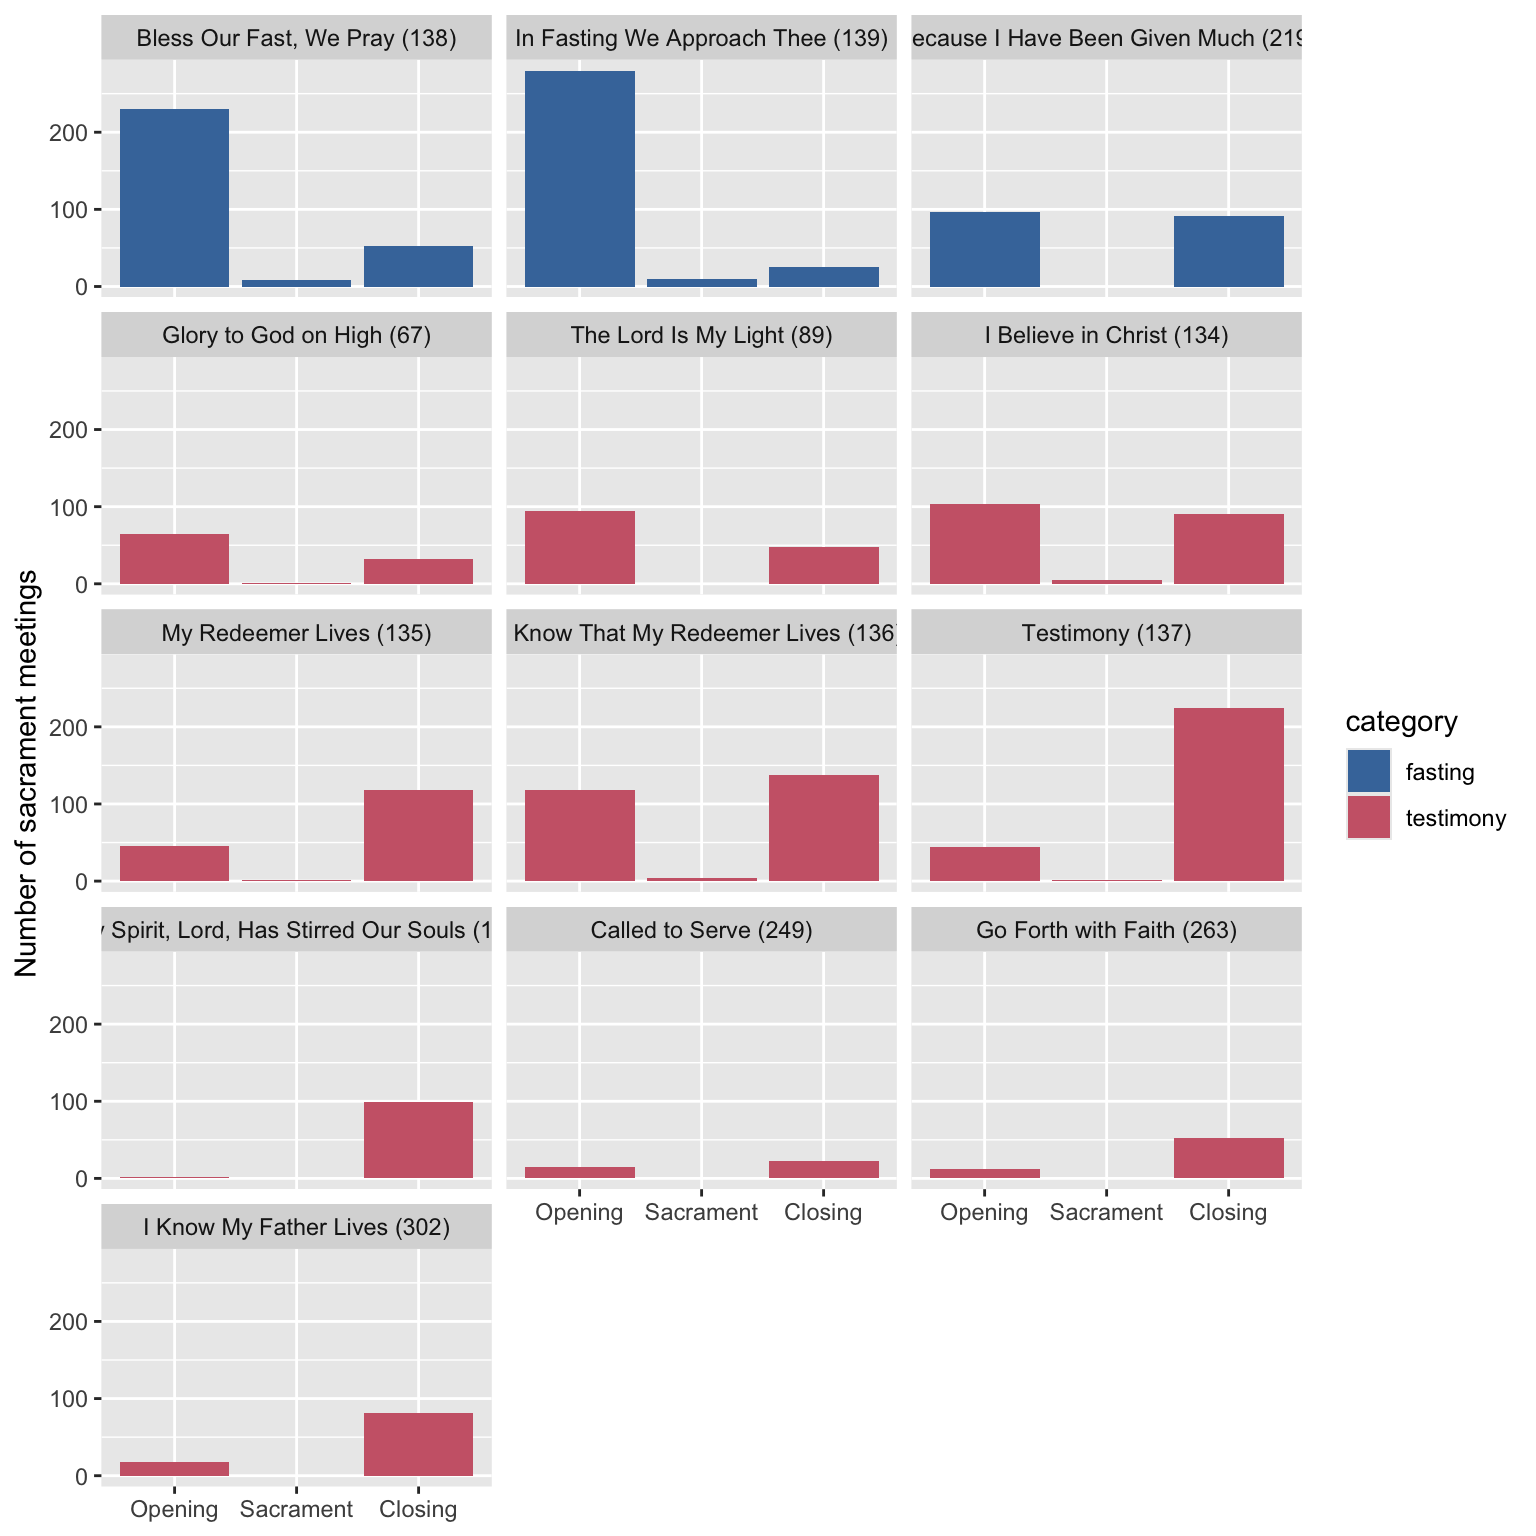 Bless Our Fast, We Pray (138)
In Fasting We Approach Thee (139)
ecause I Have Been Given Much (219
200
100
0
Glory to God on High (67)
The Lord Is My Light (89)
I Believe in Christ (134)
200
100
0
My Redeemer Lives (135)
Know That My Redeemer Lives (136)
Testimony (137)
200
100
0
Spirit, Lord, Has Stirred Our Souls (1
Called to Serve (249)
Go Forth with Faith (263)
200
100
0
Opening Sacrament Closing
Opening Sacrament Closing
I Know My Father Lives (302)
200
100
0
Opening Sacrament Closing
Number of sacrament meetings
category
fasting
testimony